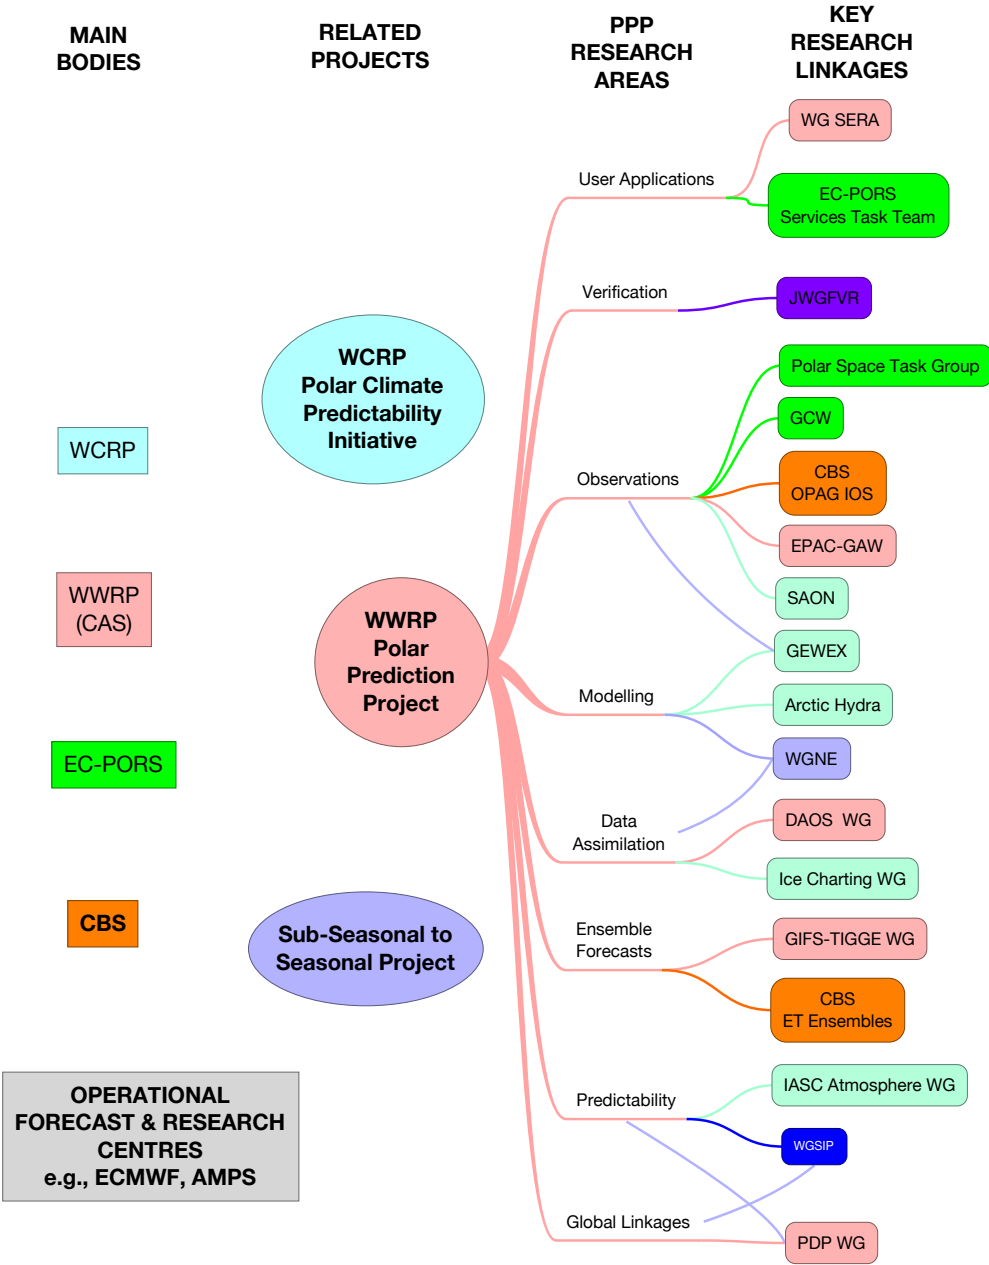 MAIN
BODIES
RELATED
PROJECTS
PPP
RESEARCH
AREAS
KEY
RESEARCH
LINKAGES
WCRP
WWRP
(CAS)
EC-PORS
CBS
OPERATIONAL
FORECAST & RESEARCH
CENTRES
e.g., ECMWF, AMPS
WCRP
Polar Climate
Predictability
Initiative
WWRP
Polar
Prediction
Project
Sub-Seasonal to
Seasonal Project
User Applications
Verification
Observations
Modelling
Data
Assimilation
Ensemble
Forecasts
Predictability
Global Linkages
WG SERA
EC-PORS
Services Task Team
JWGFVR
Polar Space Task Group
GCW
CBS
OPAG IOS
EPAC-GAW
SAON
GEWEX
Arctic Hydra
WGNE
DAOS  WG
Ice Charting WG
GIFS-TIGGE WG
CBS
ET Ensembles
IASC Atmosphere WG
WGSIP
PDP WG